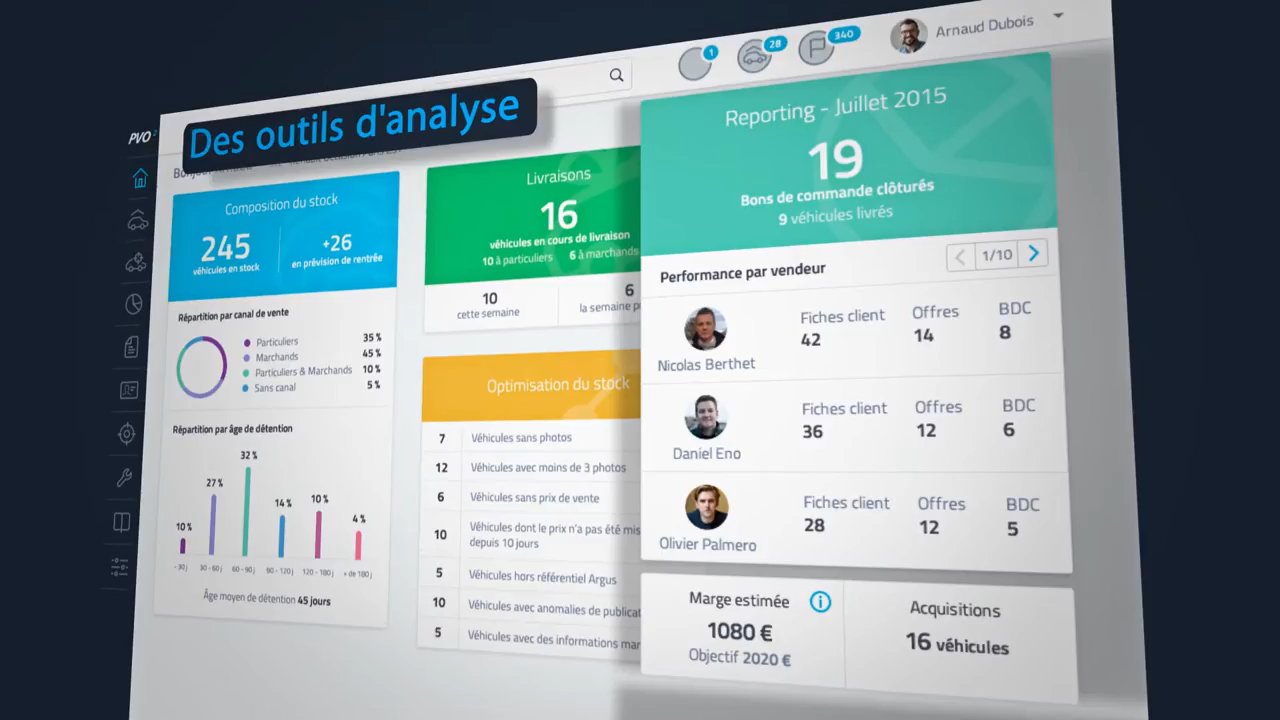 Arnaud Dubois
1
28
340
Des outils d'analyse
PVO 2
Composition du stock
245
véhicules en stock
+26
en prévision de rentrée
Répartition par canal de vente
Particuliers 35 %
Marchands 45 %
Particuliers & Marchands 10 %
Sans canal 5 %
Répartition par âge de détention
10 %
27 %
32 %
14 %
10 %
4 %
- 30 j
30 - 60 j
60 - 90 j
90 - 120 j
120 - 180 j
+ de 180 j
Âge moyen de détention 45 jours
Livraisons
16
véhicules en cours de livraison
10 à particuliers 6 à marchands
10
cette semaine
6
la semaine
Optimisation du stock
7 Véhicules sans photos
12 Véhicules avec moins de 3 photos
6 Véhicules sans prix de vente
10 Véhicules dont le prix n'a pas été mis
depuis 10 jours
5 Véhicules hors référentiel Argus
10 Véhicules avec anomalies de publicat
5 Véhicules avec des informations
Reporting - Juillet 2015
19
Bons de commande clôturés
9 véhicules livrés
Performance par vendeur
1/10
Nicolas Berthet
Fiches client
42
Offres
14
BDC
8
Daniel Eno
Fiches client
36
Offres
12
BDC
6
Olivier Palmero
Fiches client
28
Offres
12
BDC
5
Marge estimée
1080 €
Objectif 2020 €
Acquisitions
16 véhicules